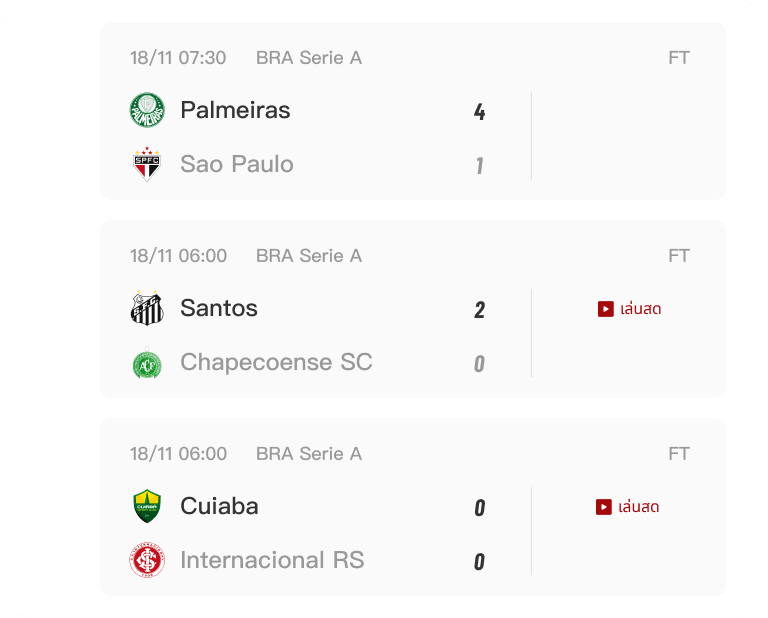 18/11 07:30 BRA Serie A FT
Palmeiras 4
Sao Paulo 1
18/11 06:00 BRA Serie A FT
Santos 2 เล่นสด
Chapecoense SC 0
18/11 06:00 BRA Serie A FT
Cuiaba 0 เล่นสด
Internacional RS 0